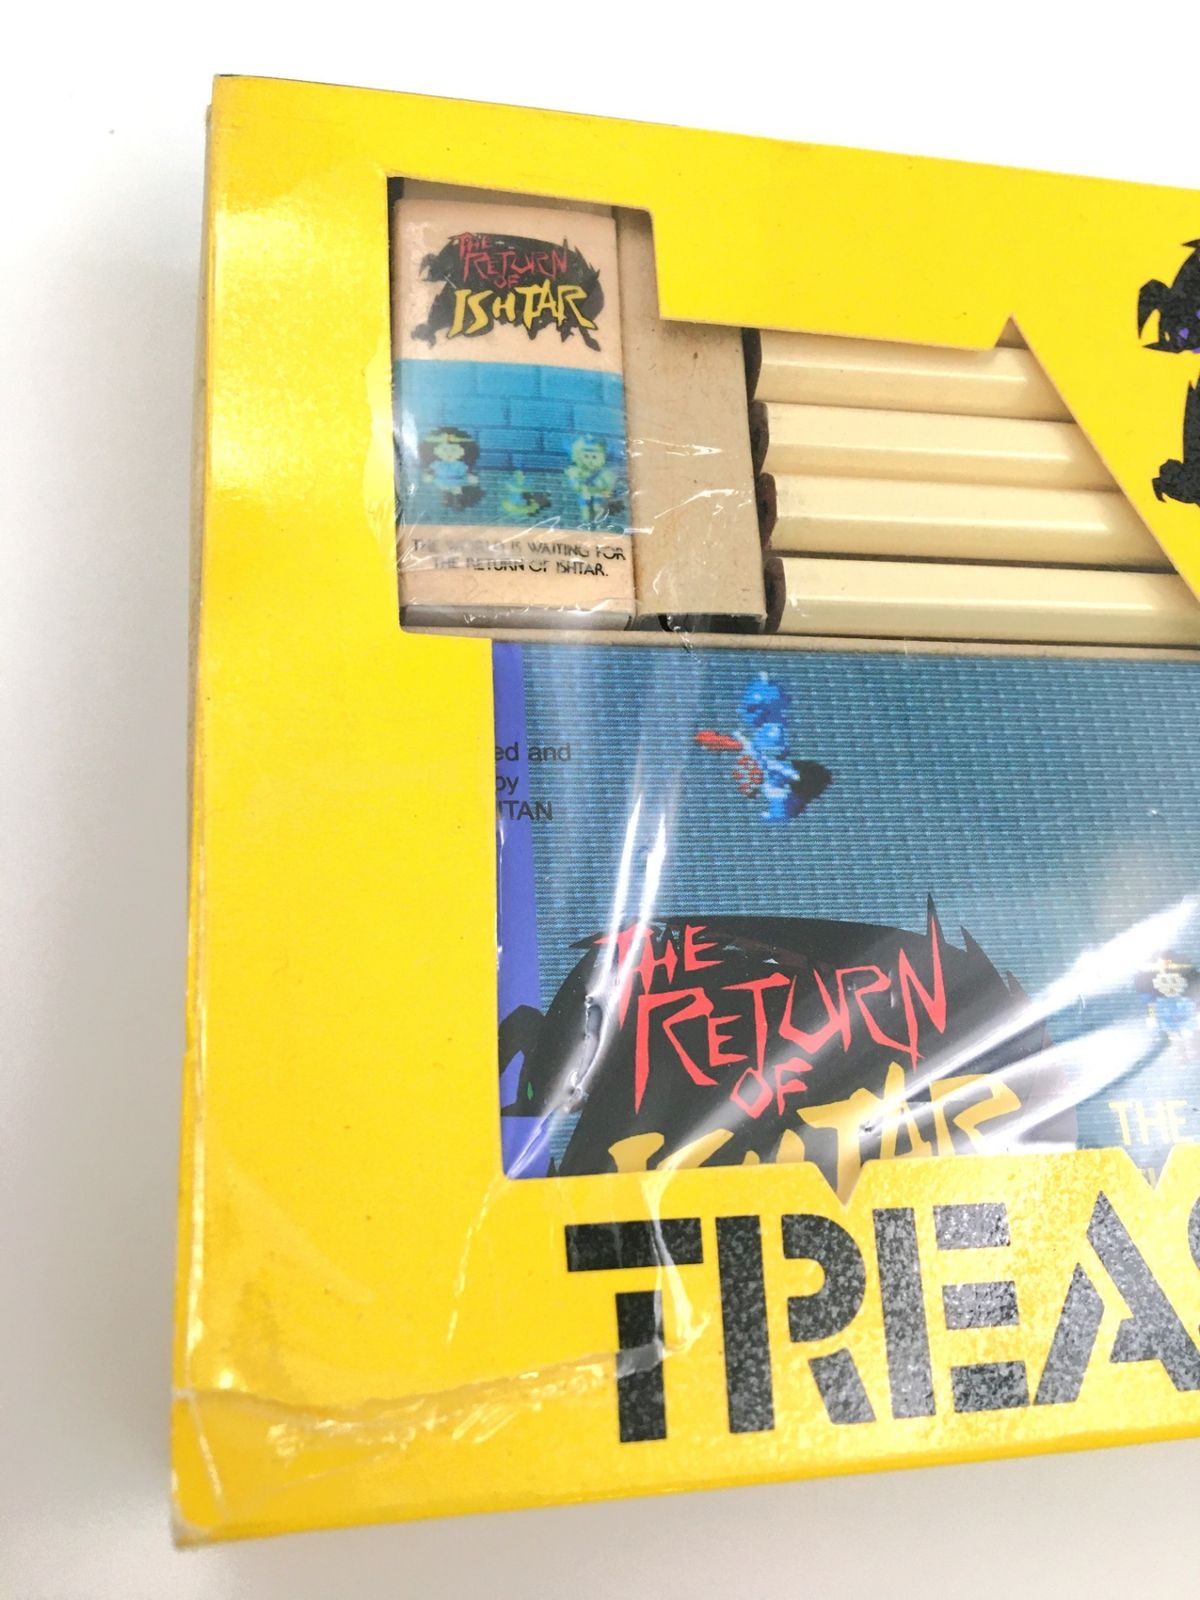 THE
RETURN
OF
ISHTAR
THE WORLD IS WAITING FOR
THE RETURN OF ISHTAR.
ed and
by
THE
RETURN
OF
ISHTAR
THE
TREAS